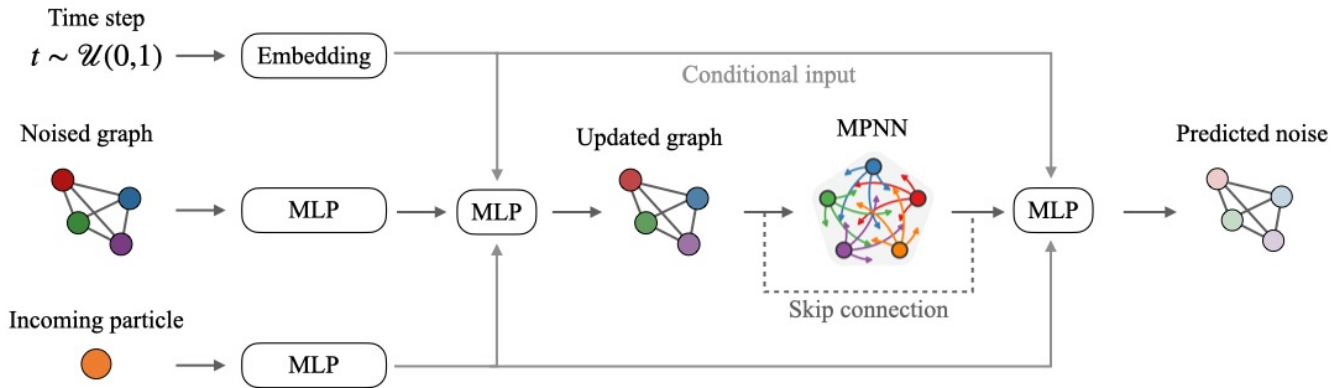 Time step
t ~ 𝒰(0,1)
Embedding
Conditional input
Noised graph
Updated graph
MPNN
Predicted noise
MLP
MLP
MLP
Skip connection
Incoming particle
MLP